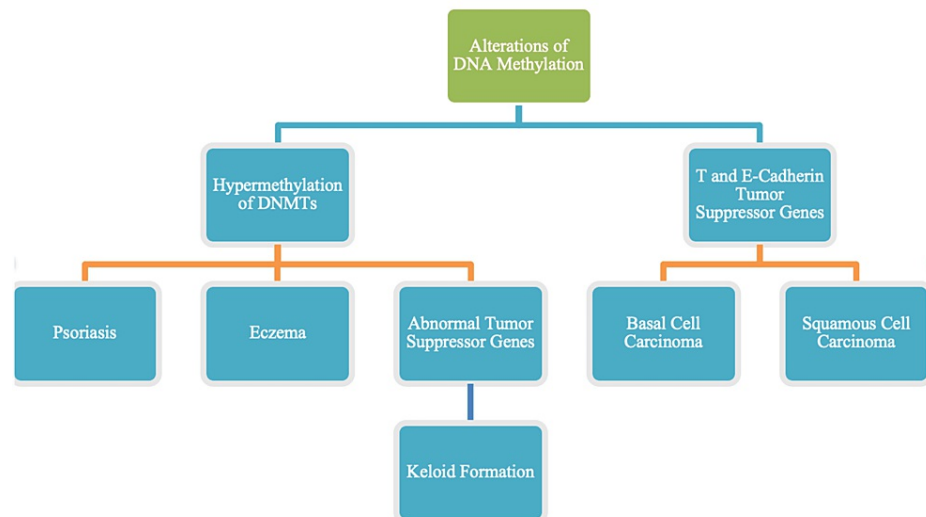 Alterations of
DNA Methylation
Hypermethylation
of DNMTs
T and E-Cadherin
Tumor
Suppressor Genes
Psoriasis
Eczema
Abnormal Tumor
Suppressor Genes
Basal Cell
Carcinoma
Squamous Cell
Carcinoma
Keloid Formation